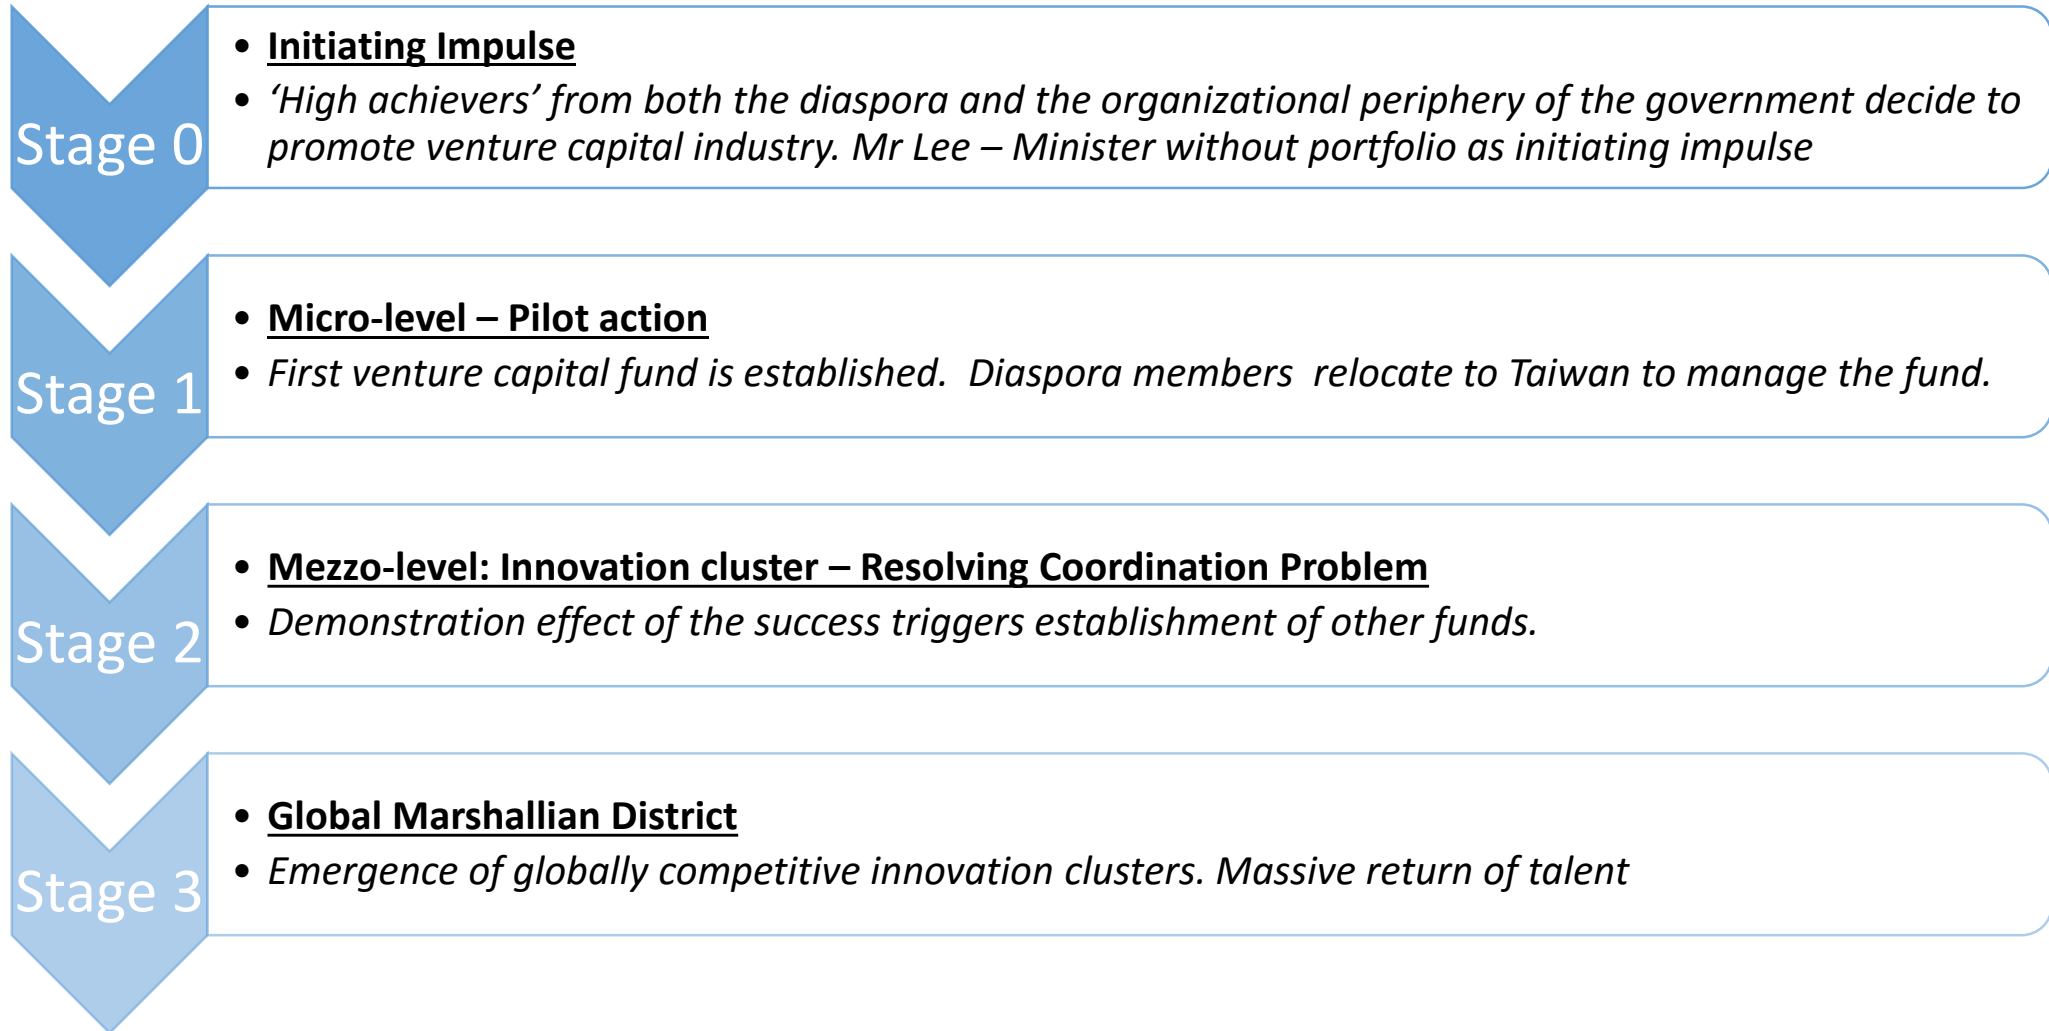 Stage 0
• Initiating Impulse
• ‘High achievers’ from both the diaspora and the organizational periphery of the government decide to
promote venture capital industry. Mr Lee – Minister without portfolio as initiating impulse
Stage 1
• Micro-level – Pilot action
• First venture capital fund is established.  Diaspora members  relocate to Taiwan to manage the fund.
Stage 2
• Mezzo-level: Innovation cluster – Resolving Coordination Problem
• Demonstration effect of the success triggers establishment of other funds.
Stage 3
• Global Marshallian District
• Emergence of globally competitive innovation clusters. Massive return of talent